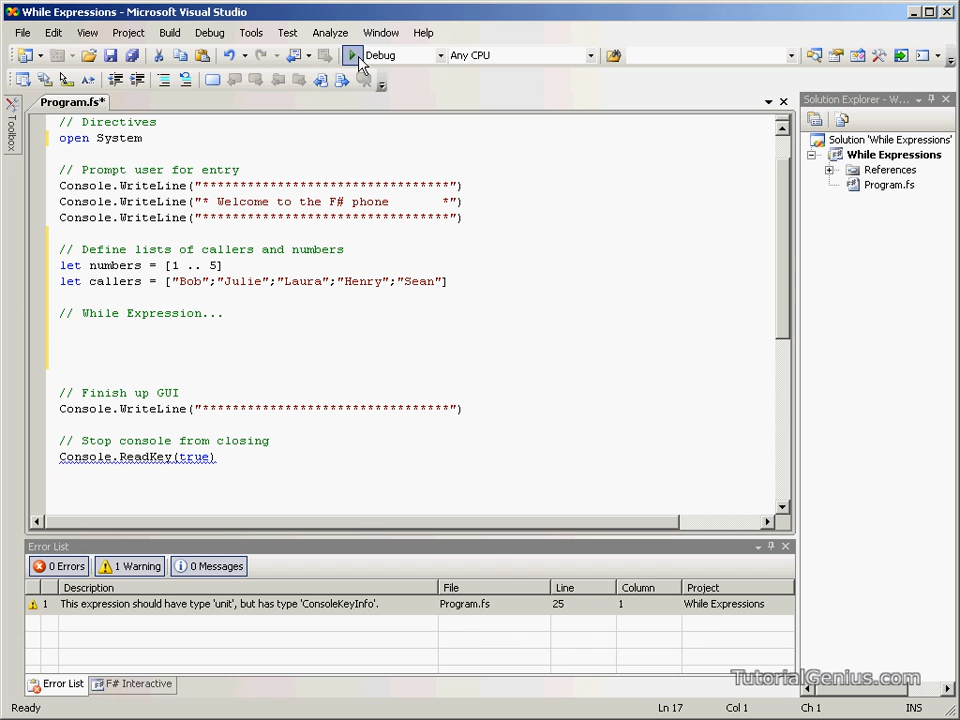 While Expressions - Microsoft Visual Studio
File Edit View Project Build Debug Tools Test Analyze Window Help
Debug Any CPU
Program.fs*
Solution Explorer - W...
Toolbox
// Directives
open System
// Prompt user for entry
Console.WriteLine("*********************************")
Console.WriteLine("* Welcome to the F# phone       *")
Console.WriteLine("*********************************")
// Define lists of callers and numbers
let numbers = [1 .. 5]
let callers = ["Bob";"Julie";"Laura";"Henry";"Sean"]
// While Expression...
// Finish up GUI
Console.WriteLine("*********************************")
// Stop console from closing
Console.ReadKey(true)
Solution 'While Expressions'
While Expressions
References
Program.fs
Error List
0 Errors 1 Warning 0 Messages
Description File Line Column Project
1 This expression should have type 'unit', but has type 'ConsoleKeyInfo'. Program.fs 25 1 While Expressions
Error List F# Interactive
TutorialGenius.com
Ready Ln 17 Col 1 Ch 1 INS